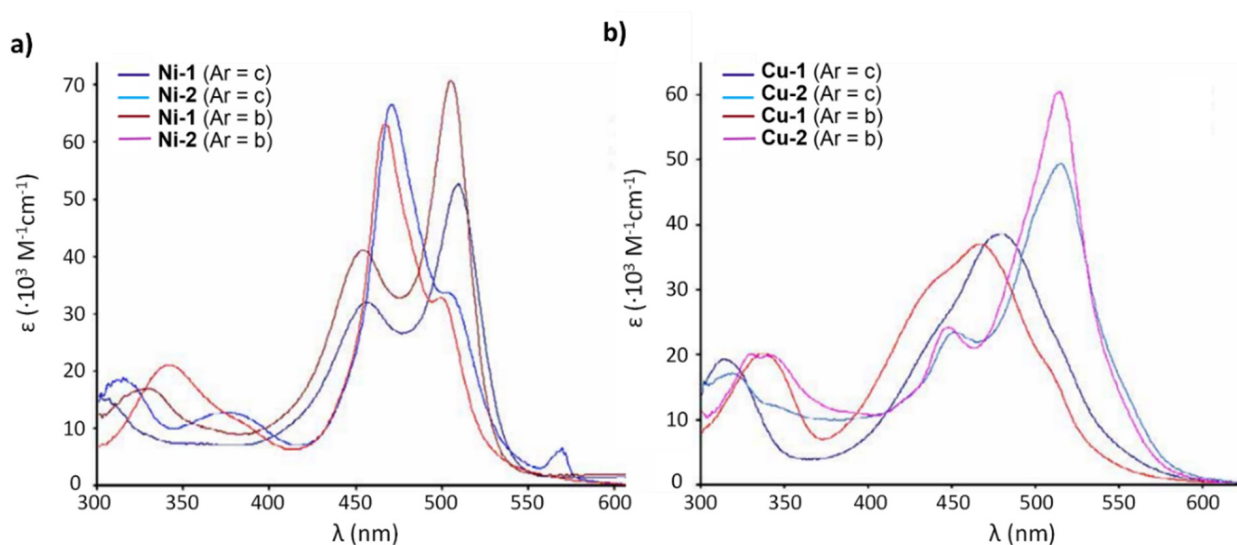 a)
Ni-1 (Ar = c)
Ni-2 (Ar = c)
Ni-1 (Ar = b)
Ni-2 (Ar = b)
70
60
50
40
30
20
10
0
ε (·10³ M⁻¹cm⁻¹)
300 350 400 450 500 550 600
λ (nm)
b)
Cu-1 (Ar = c)
Cu-2 (Ar = c)
Cu-1 (Ar = b)
Cu-2 (Ar = b)
60
50
40
30
20
10
0
ε (·10³ M⁻¹cm⁻¹)
300 350 400 450 500 550 600
λ (nm)